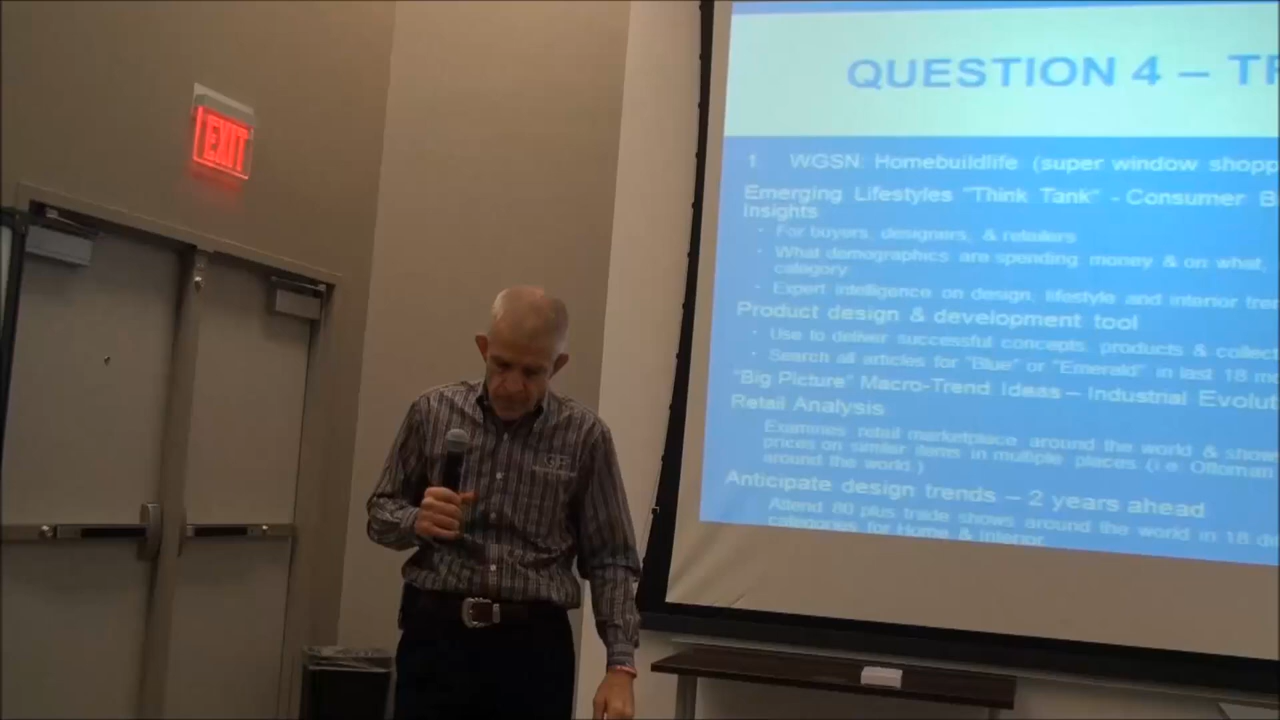 EXIT
QUESTION 4 – TR
1 WGSN: Homebuildlife (super window shopp
Emerging Lifestyles "Think Tank" - Consumer B
Insights
• For buyers, designers, & retailers
• What demographics are spending money & on what,
category
• Expert intelligence on design, lifestyle and interior tren
Product design & development tool
• Use to deliver successful concepts, products & collect
• Search all articles for "Blue" or "Emerald" in last 18 mo
"Big Picture" Macro-Trend Ideas – Industrial Evolut
Retail Analysis
Examines retail marketplace around the world & show
prices on similar items in multiple places (i.e. Ottoman
around the world.)
Anticipate design trends – 2 years ahead
Attend 80 plus trade shows around the world in 18 di
categories for Home & Interior
GF